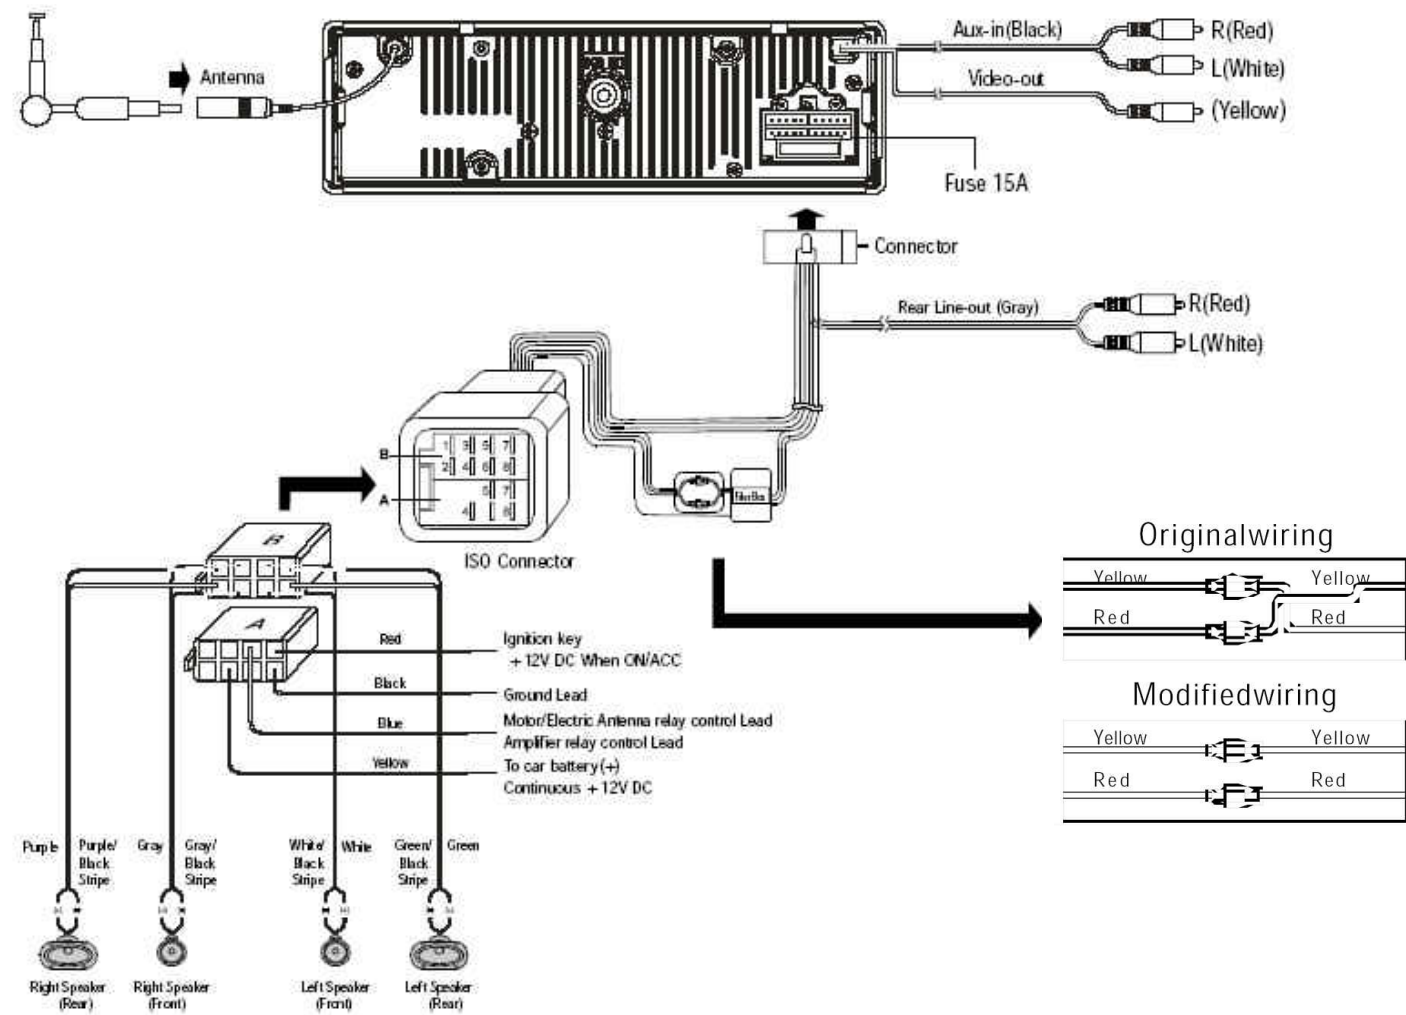 Antenna
Aux-in(Black)
R(Red)
L(White)
Video-out
(Yellow)
Fuse 15A
Connector
Rear Line-out (Gray)
R(Red)
L(White)
B
1 3 5 7
2 4 6 8
A
5 7
4 8
Filter Box
ISO Connector
B
A
Red
Ignition key
+ 12V DC When ON/ACC
Black
Ground Lead
Blue
Motor/Electric Antenna relay control Lead
Amplifier relay control Lead
Yellow
To car battery(+)
Continuous + 12V DC
Originalwiring
Yellow
Yellow
Red
Red
Modifiedwiring
Yellow
Yellow
Red
Red
Purple
Purple/
Black
Stripe
Gray
Gray/
Black
Stripe
White/
Black
Stripe
White
Green/
Black
Stripe
Green
Right Speaker
(Rear)
Right Speaker
(Front)
Left Speaker
(Front)
Left Speaker
(Rear)